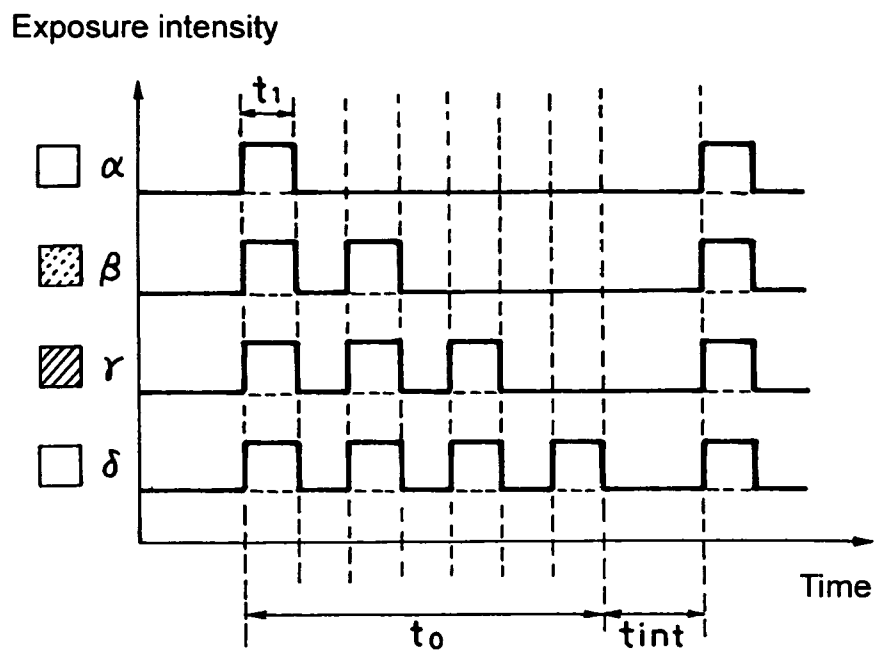 Exposure intensity
t1
α
β
γ
δ
Time
t0
tint